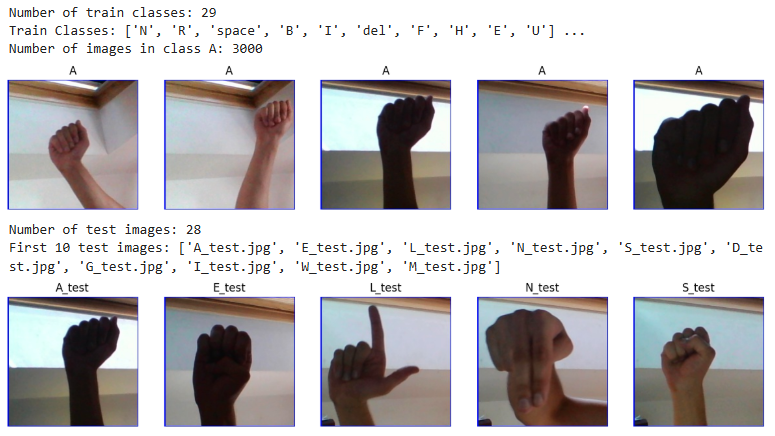 Number of train classes: 29
Train Classes: ['N', 'R', 'space', 'B', 'I', 'del', 'F', 'H', 'E', 'U'] ...
Number of images in class A: 3000
A A A A A
Number of test images: 28
First 10 test images: ['A_test.jpg', 'E_test.jpg', 'L_test.jpg', 'N_test.jpg', 'S_test.jpg', 'D_te
st.jpg', 'G_test.jpg', 'I_test.jpg', 'W_test.jpg', 'M_test.jpg']
A_test E_test L_test N_test S_test